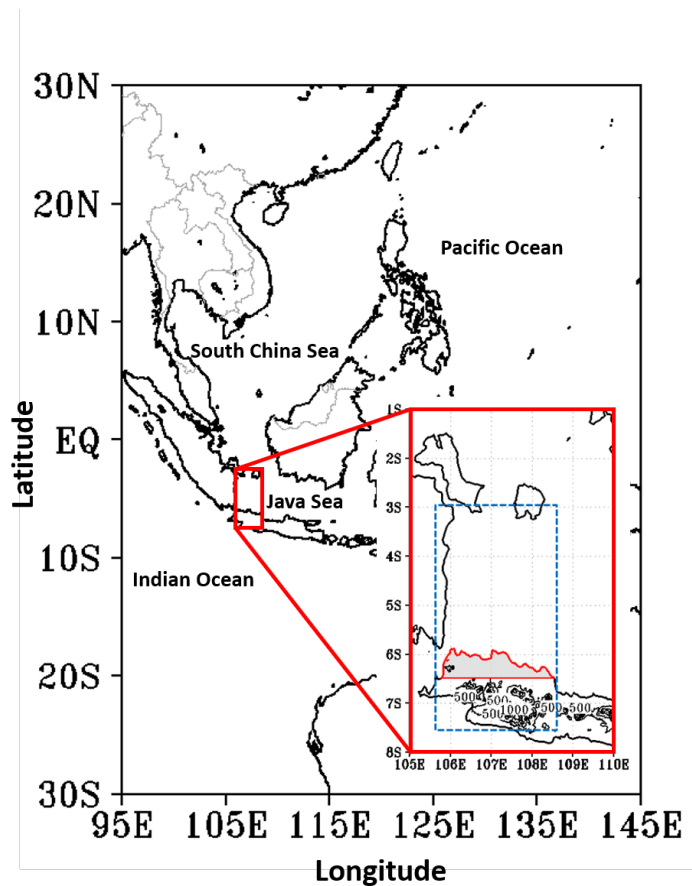 30N
20N
10N
EQ
10S
20S
30S
95E 105E 115E 125E 135E 145E
Latitude
Longitude
Pacific Ocean
South China Sea
Java Sea
Indian Ocean
1S
2S
3S
4S
5S
6S
7S
8S
105E 106E 107E 108E 109E 110E
500 500 500 1000 500 500